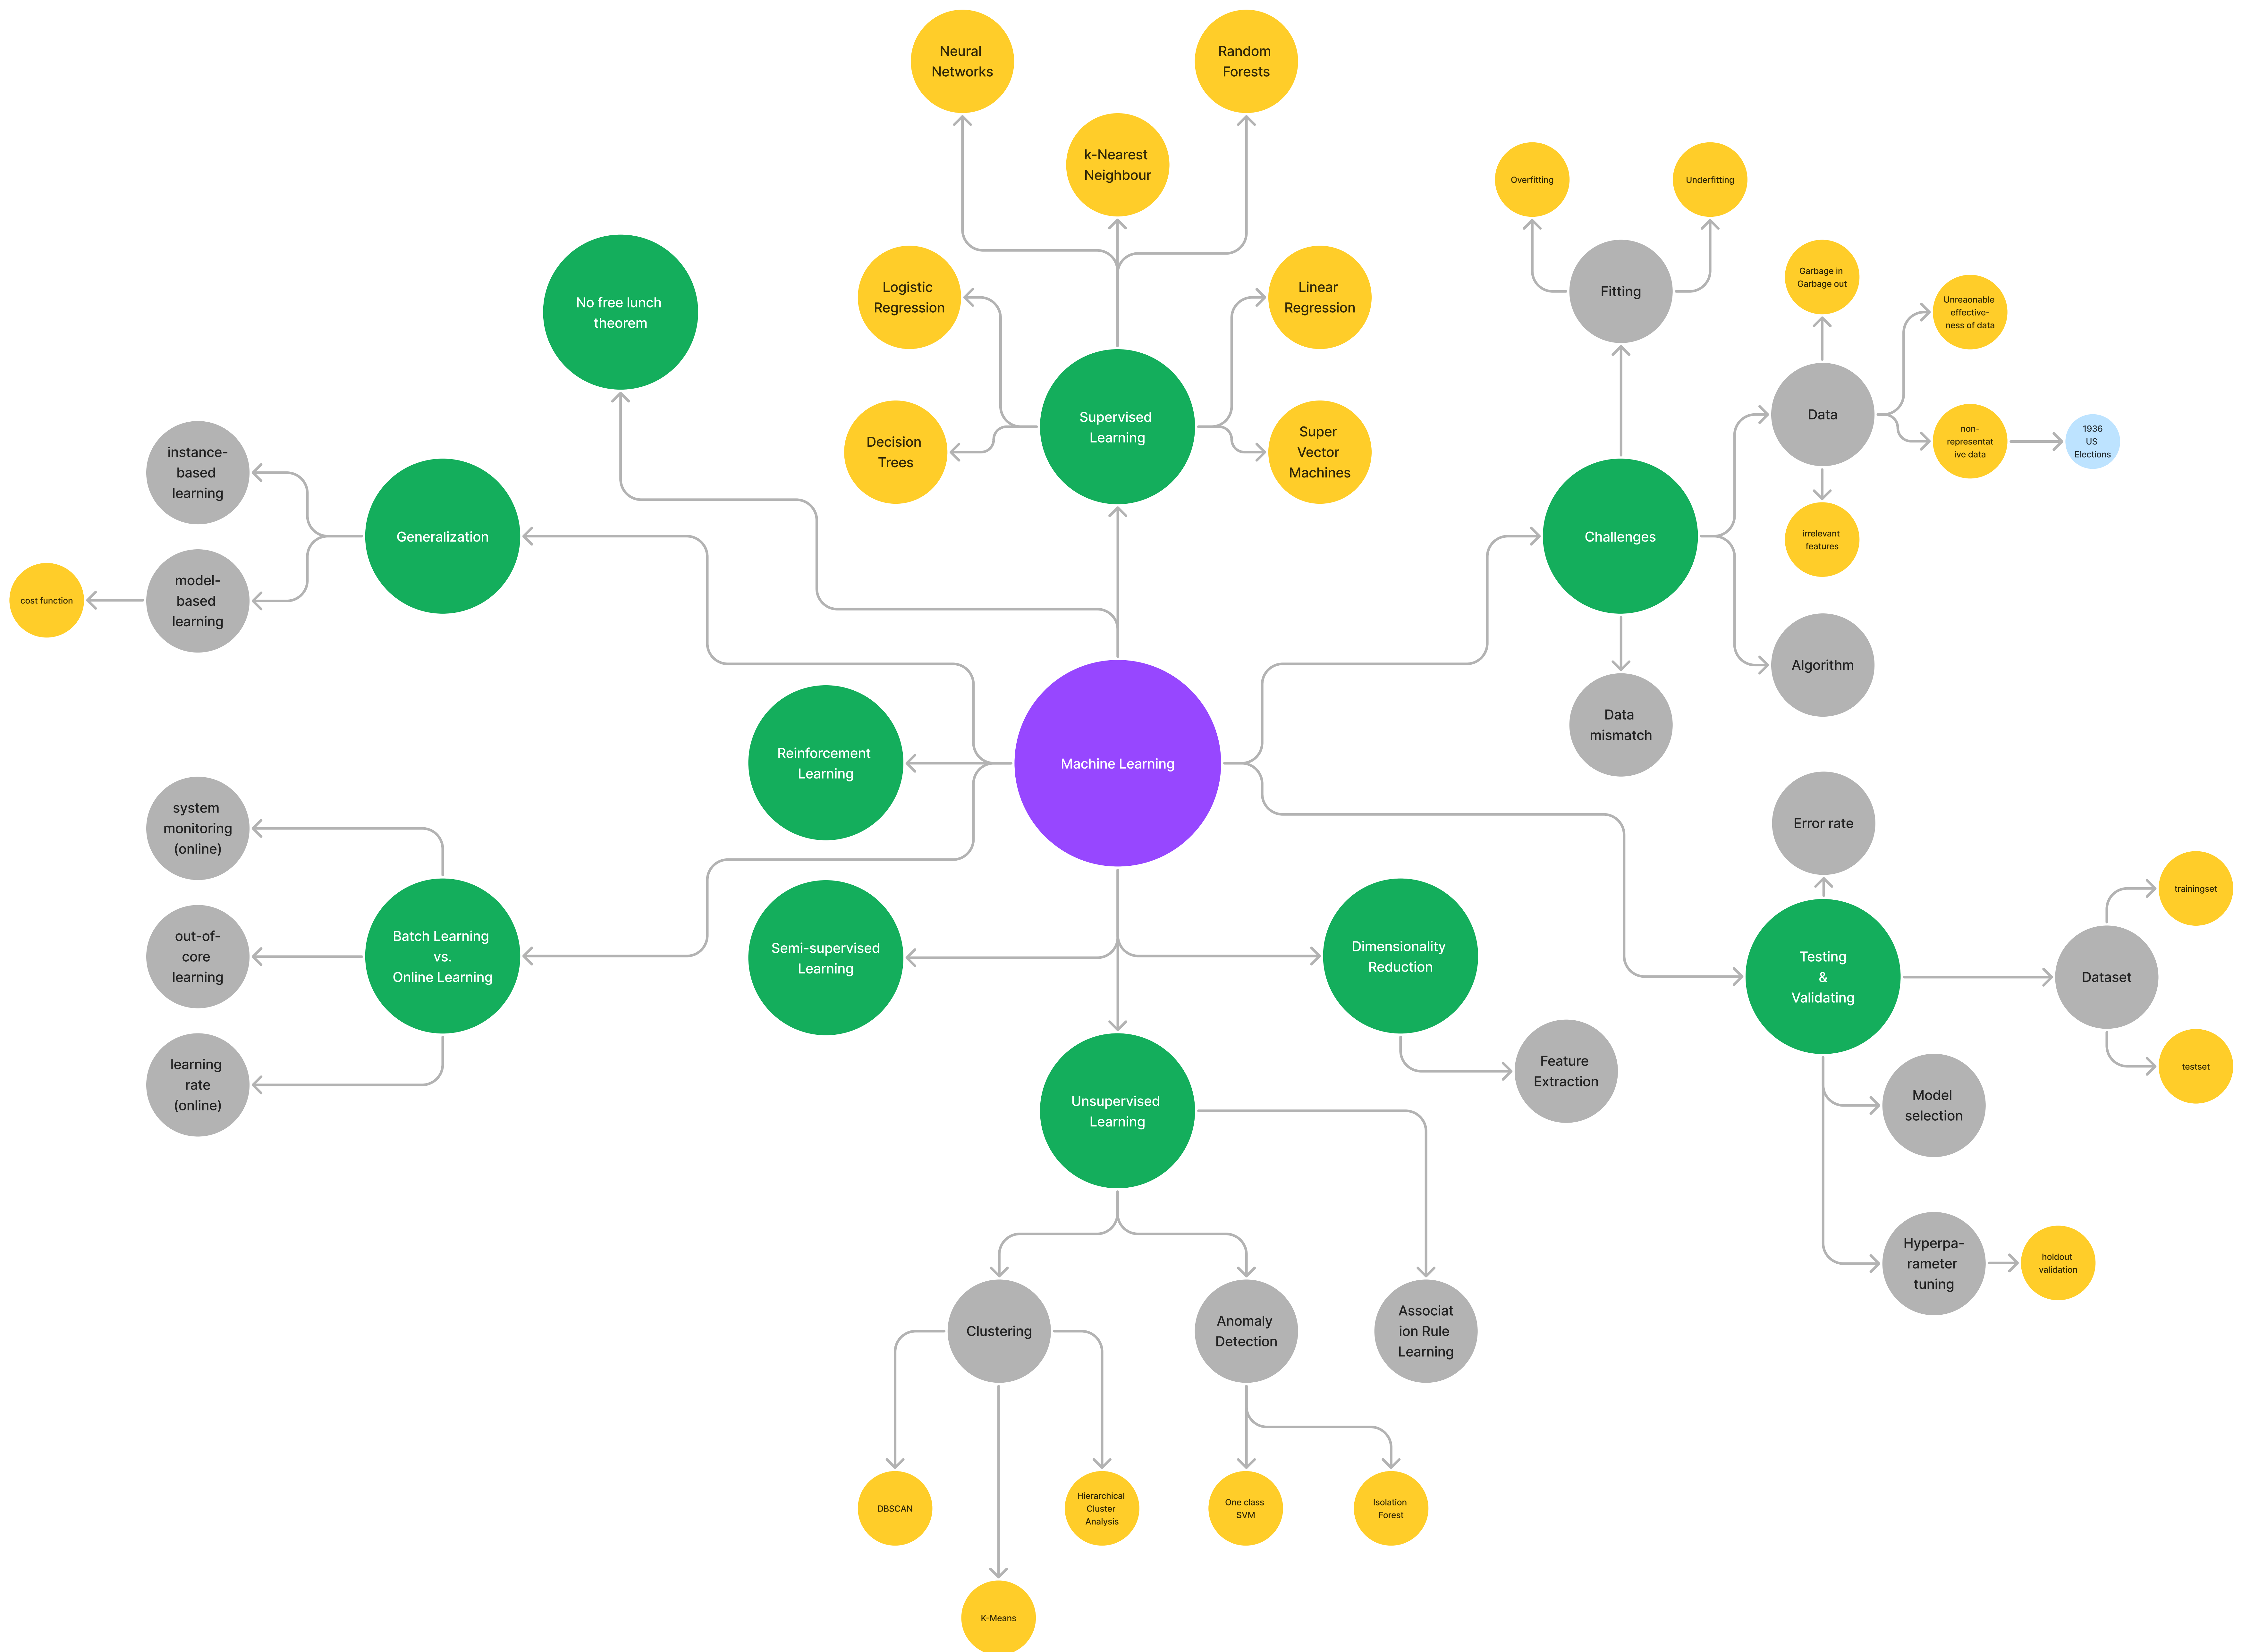 Neural
Networks
Random
Forests
k-Nearest
Neighbour
Overfitting
Underfitting
Fitting
Garbage in
Garbage out
Unreaonable
effective-
ness of data
No free lunch
theorem
Logistic
Regression
Linear
Regression
Supervised
Learning
Decision
Trees
Super
Vector
Machines
Data
non-
representat
ive data
1936
US
Elections
irrelevant
features
instance-
based
learning
Generalization
Challenges
model-
based
learning
cost function
Algorithm
Data
mismatch
Reinforcement
Learning
Machine Learning
system
monitoring
(online)
Error rate
trainingset
Batch Learning
vs.
Online Learning
out-of-
core
learning
Semi-supervised
Learning
Dimensionality
Reduction
Testing
&
Validating
Dataset
learning
rate
(online)
Feature
Extraction
testset
Unsupervised
Learning
Model
selection
Hyperpa-
rameter
tuning
holdout
validation
Clustering
Anomaly
Detection
Associat
ion Rule
Learning
DBSCAN
Hierarchical
Cluster
Analysis
One class
SVM
Isolation
Forest
K-Means